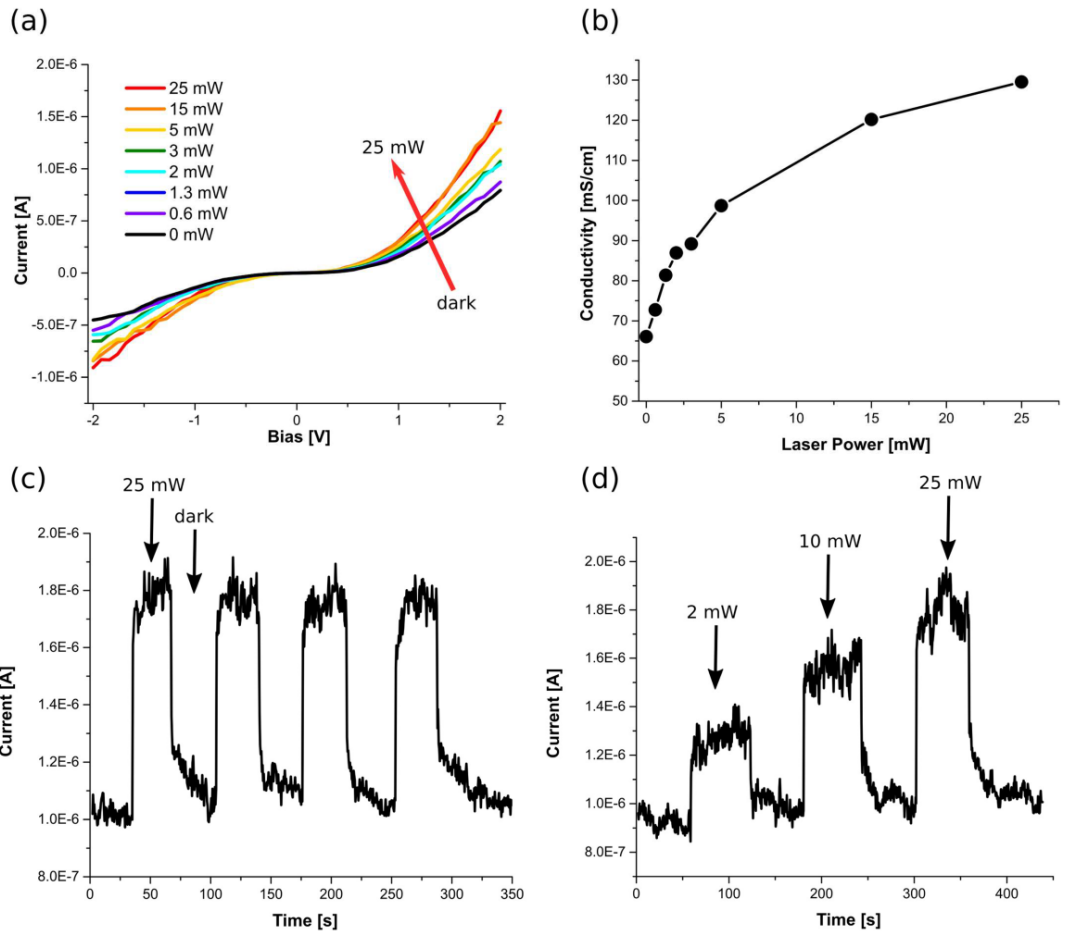 (a)
2.0E-6
1.5E-6
1.0E-6
5.0E-7
0.0
-5.0E-7
-1.0E-6
Current [A]
25 mW
15 mW
5 mW
3 mW
2 mW
1.3 mW
0.6 mW
0 mW
25 mW
dark
-2
-1
0
1
2
Bias [V]
(b)
130
120
110
100
90
80
70
60
50
Conductivity [mS/cm]
0
5
10
15
20
25
Laser Power [mW]
(c)
25 mW
dark
2.0E-6
1.8E-6
1.6E-6
1.4E-6
1.2E-6
1.0E-6
8.0E-7
Current [A]
0
50
100
150
200
250
300
350
Time [s]
(d)
25 mW
10 mW
2 mW
2.0E-6
1.8E-6
1.6E-6
1.4E-6
1.2E-6
1.0E-6
8.0E-7
Current [A]
0
100
200
300
400
Time [s]